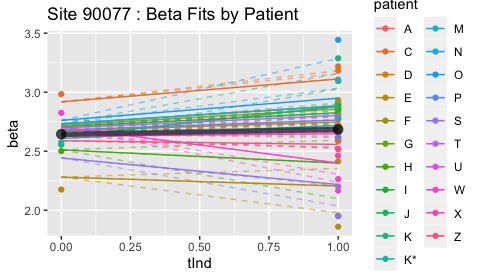 Site 90077 : Beta Fits by Patient
beta
3.5
3.0
2.5
2.0
0.00 0.25 0.50 0.75 1.00
tInd
patient
A
C
D
E
F
G
H
I
J
K
K*
M
N
O
P
S
T
U
W
X
Z